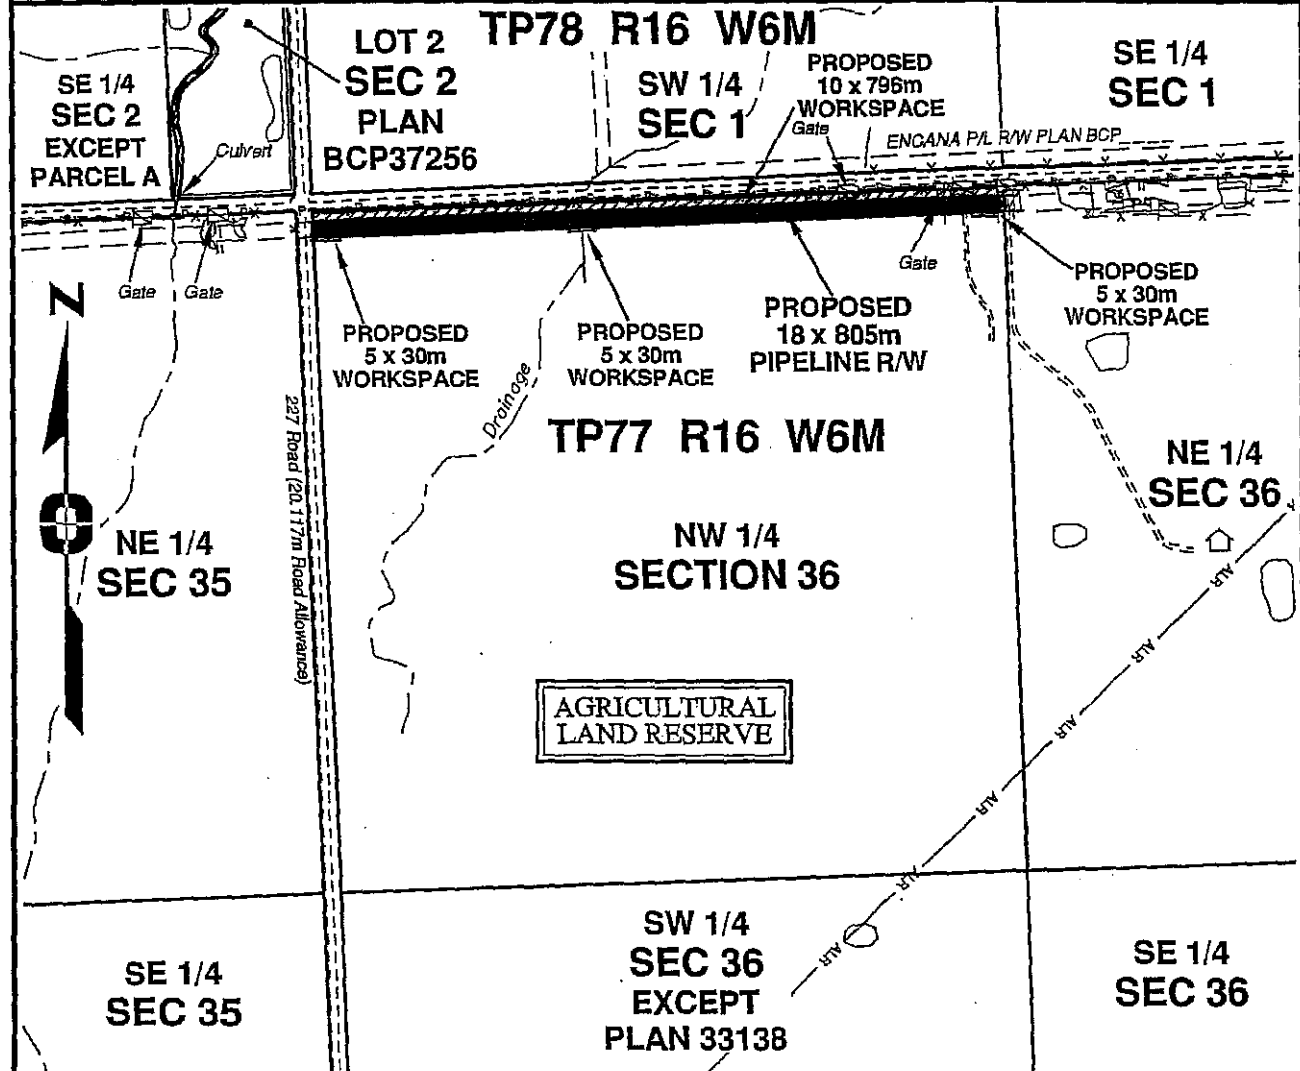 TP78 R16 W6M
LOT 2
SEC 2
PLAN
BCP37256
SE 1/4
SEC 2
EXCEPT
PARCEL A
SW 1/4
SEC 1
PROPOSED
10 x 796m
WORKSPACE
SE 1/4
SEC 1
Culvert
Gate
ENCANA P/L R/W PLAN BCP
Gate
Gate
Gate
N
PROPOSED
5 x 30m
WORKSPACE
PROPOSED
5 x 30m
WORKSPACE
PROPOSED
18 x 805m
PIPELINE R/W
PROPOSED
5 x 30m
WORKSPACE
Drainage
227 Road (20.117m Road Allowance)
TP77 R16 W6M
NE 1/4
SEC 36
NE 1/4
SEC 35
NW 1/4
SECTION 36
AGRICULTURAL
LAND RESERVE
ALR
ALR
ALR
ALR
ALR
ALR
SE 1/4
SEC 35
SW 1/4
SEC 36
EXCEPT
PLAN 33138
SE 1/4
SEC 36